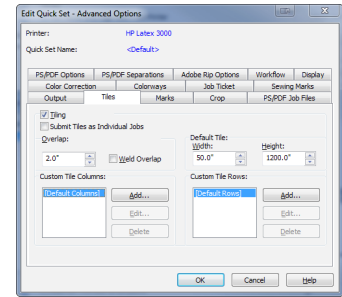 Edit Quick Set - Advanced Options
Printer: HP Latex 3000
Quick Set Name: <Default>
PS/PDF Options PS/PDF Separations Adobe Rip Options Workflow Display
Color Correction Colorways Job Ticket Sewing Marks
Output Tiles Marks Crop PS/PDF Job Files
Tiling
Submit Tiles as Individual Jobs
Overlap: Default Tile:
Width: Height:
2.0" Weld Overlap 50.0" 1200.0"
Custom Tile Columns: Custom Tile Rows:
[Default Columns] Add... [Default Rows] Add...
Edit... Edit...
Delete Delete
OK Cancel Help